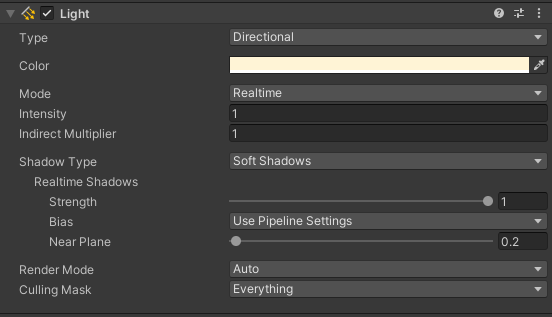 Light
Type Directional
Color
Mode Realtime
Intensity 1
Indirect Multiplier 1
Shadow Type Soft Shadows
Realtime Shadows
Strength 1
Bias Use Pipeline Settings
Near Plane 0.2
Render Mode Auto
Culling Mask Everything